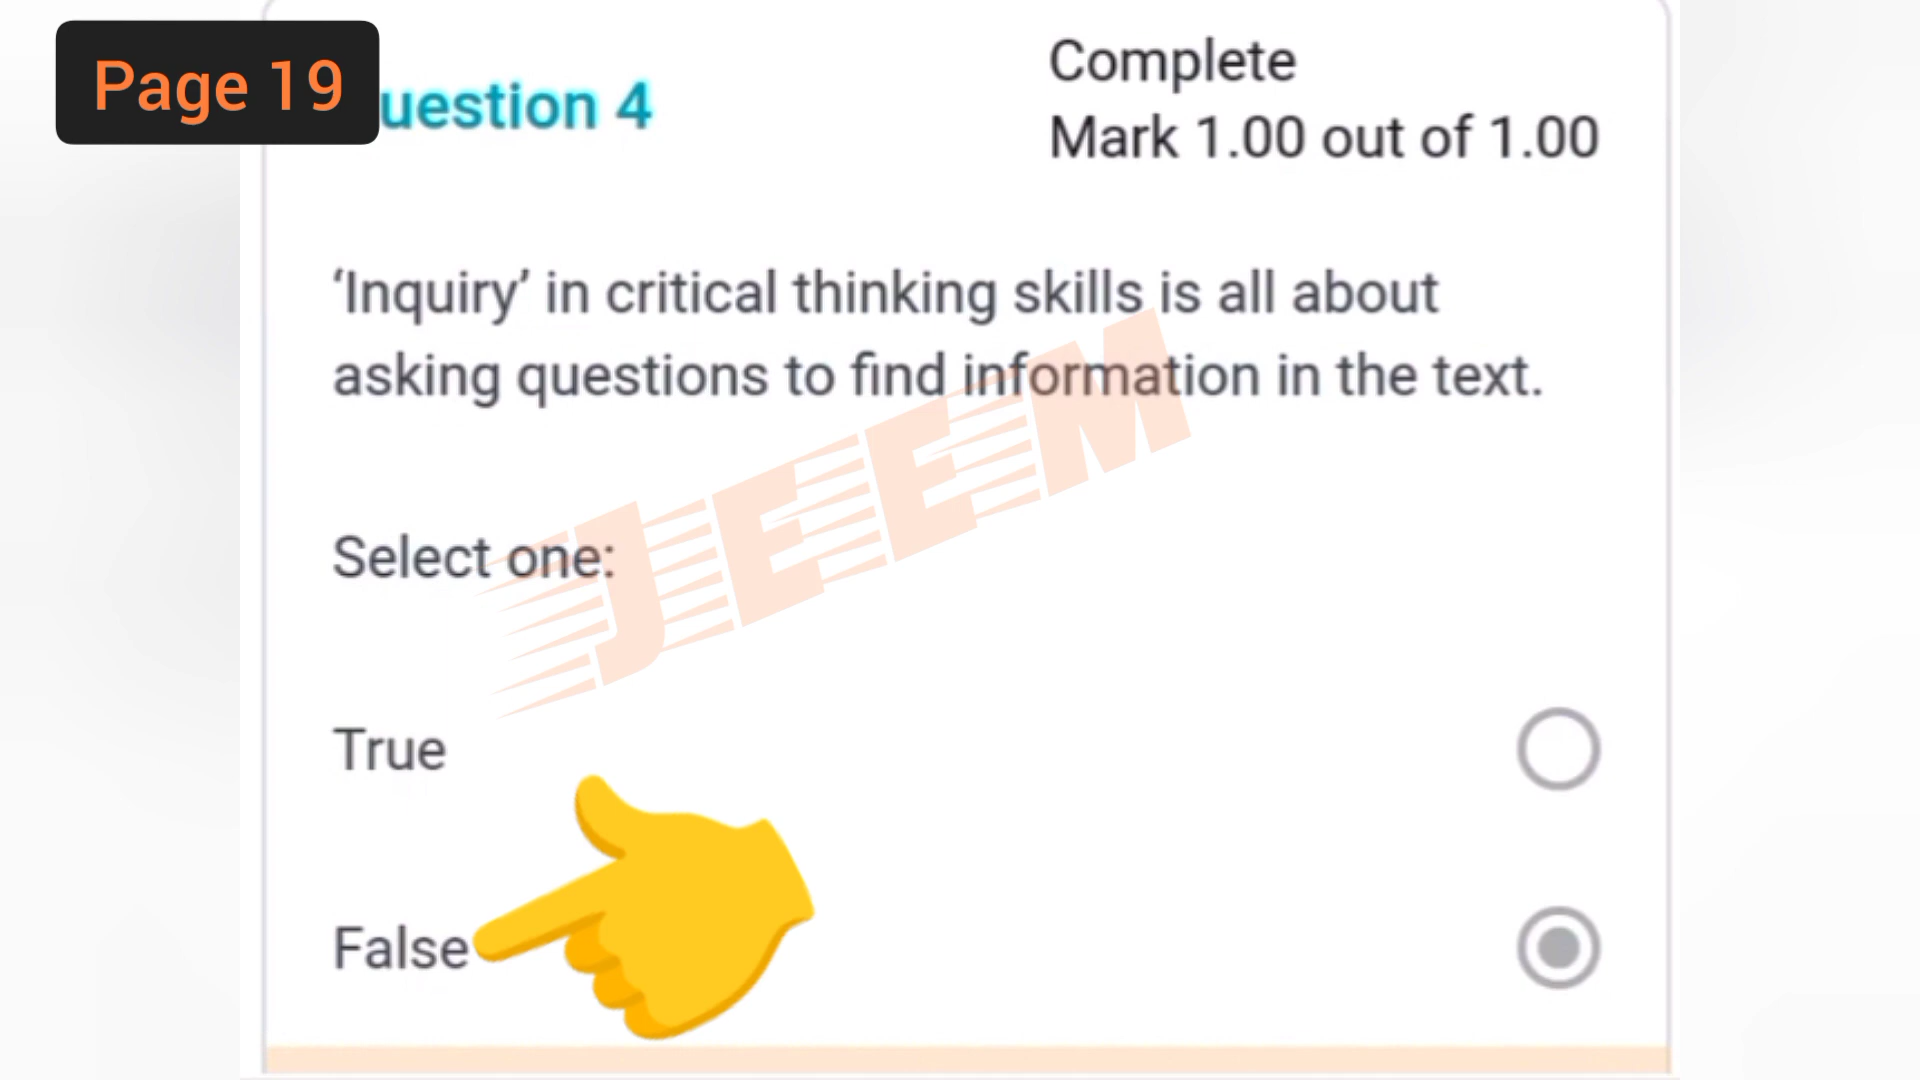 Page 19
uestion 4
Complete
Mark 1.00 out of 1.00
‘Inquiry’ in critical thinking skills is all about
asking questions to find information in the text.
JEEM
Select one:
True
False